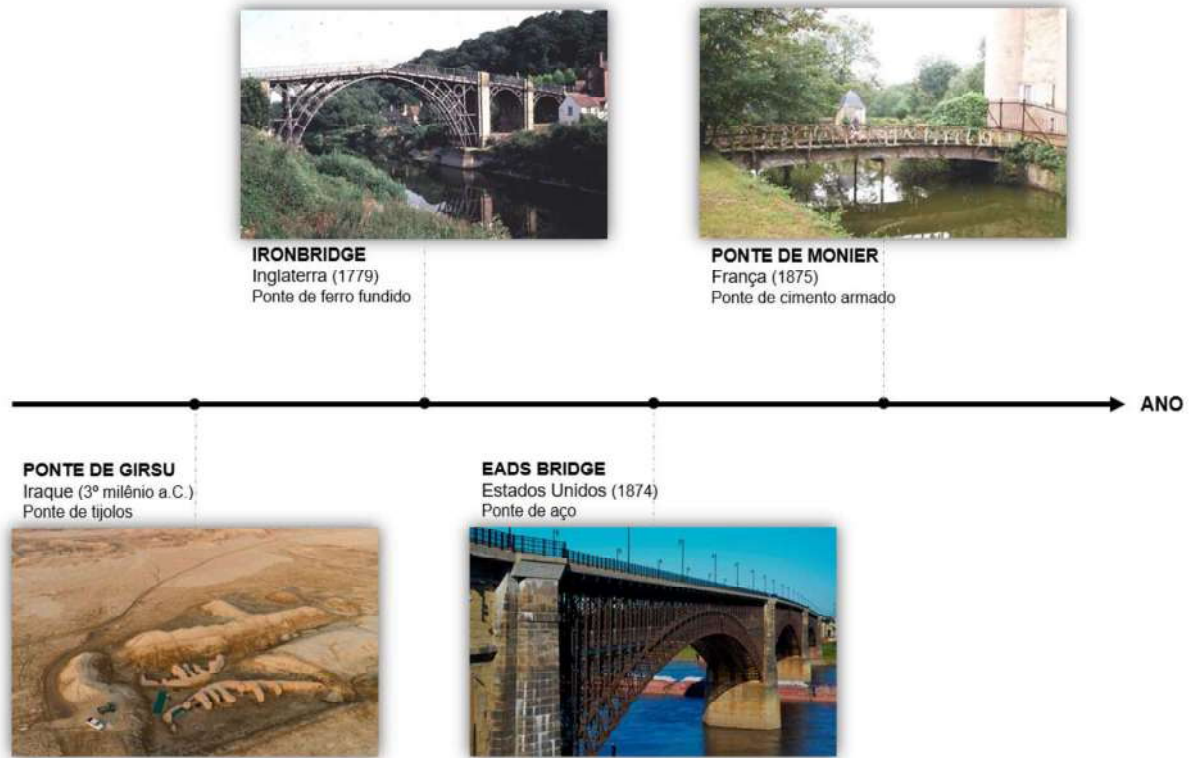 IRONBRIDGE
Inglaterra (1779)
Ponte de ferro fundido
PONTE DE MONIER
França (1875)
Ponte de cimento armado
ANO
PONTE DE GIRSU
Iraque (3º milênio a.C.)
Ponte de tijolos
EADS BRIDGE
Estados Unidos (1874)
Ponte de aço